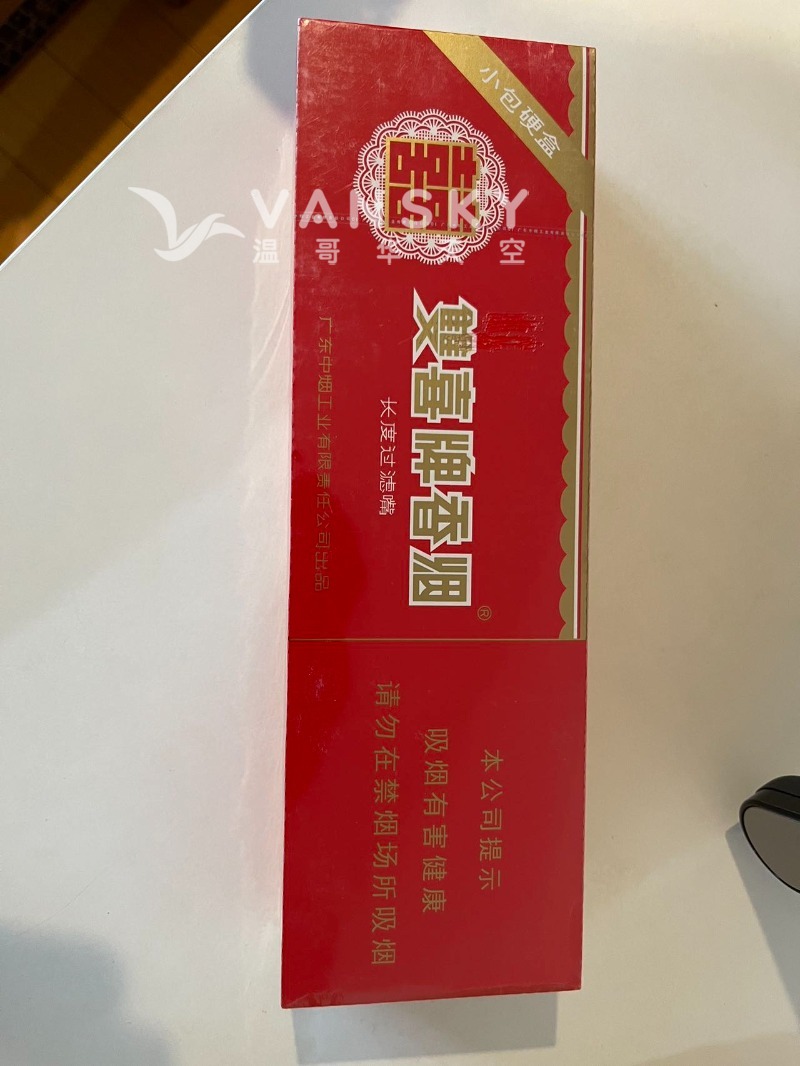 小包硬盒
囍
VANSKY
温哥华天空
雙喜牌香烟®
长度过滤嘴
广东中烟工业有限责任公司出品
本公司提示
吸烟有害健康
请勿在禁烟场所吸烟